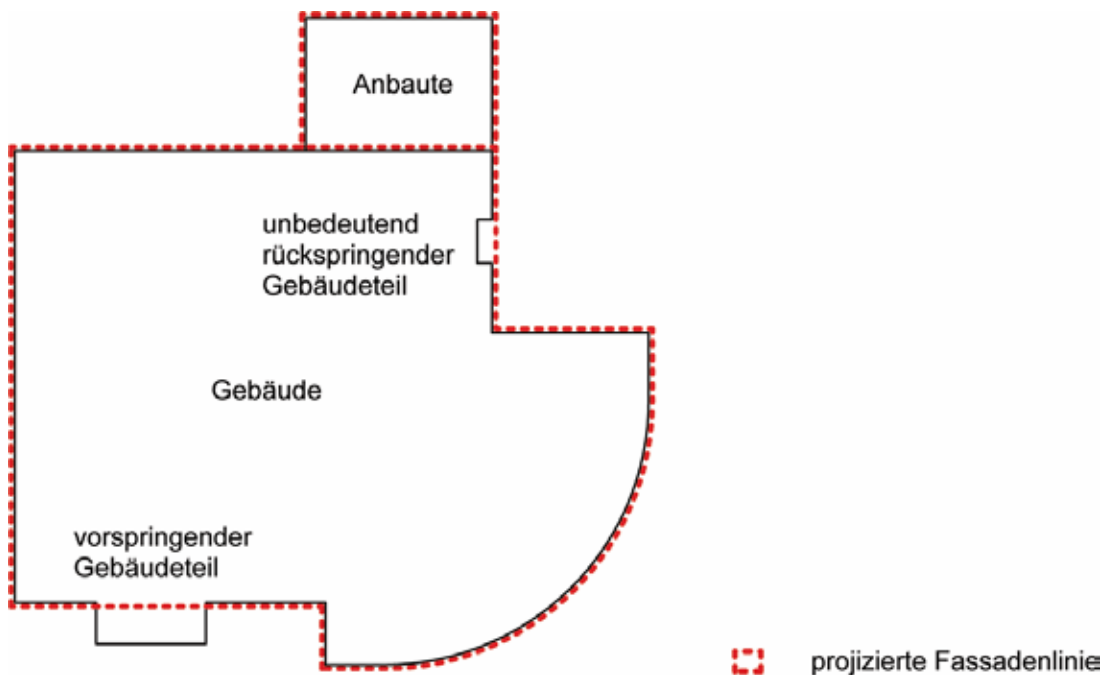 Anbaute
unbedeutend
rückspringender
Gebäudeteil
Gebäude
vorspringender
Gebäudeteil
projizierte Fassadenlinie